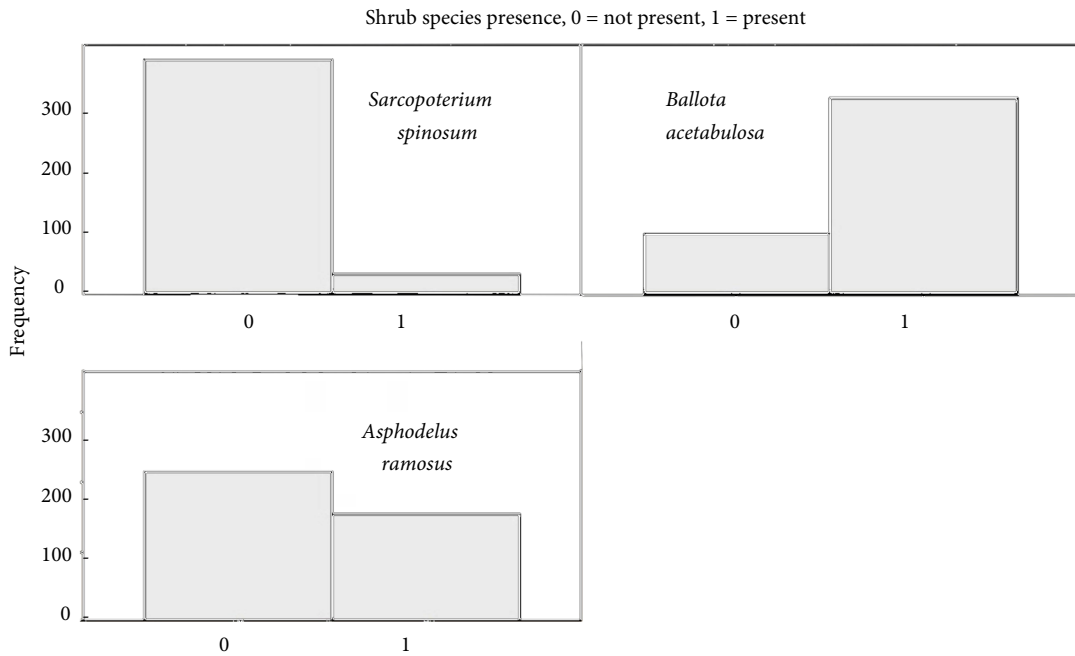 Shrub species presence, 0 = not present, 1 = present
Frequency
300
200
100
0
Sarcopoterium
spinosum
0 1
Ballota
acetabulosa
0 1
300
200
100
0
Asphodelus
ramosus
0 1